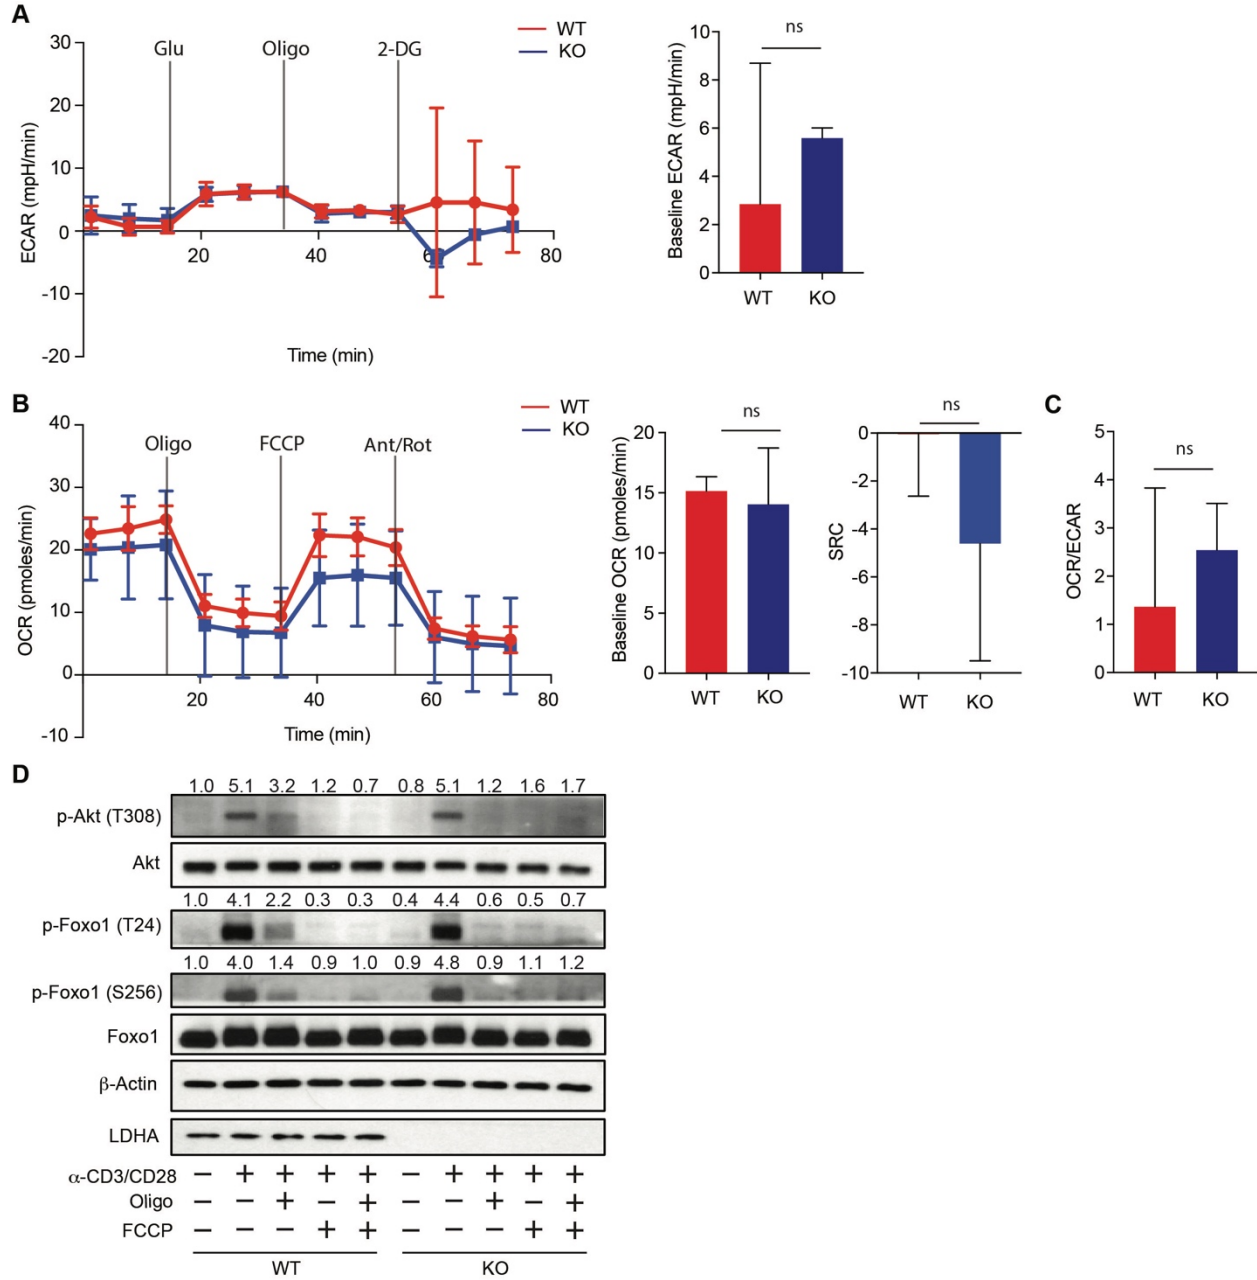 A
WT
KO
Glu
Oligo
2-DG
30
20
10
0
-10
-20
20
40
60
80
ECAR (mpH/min)
Time (min)
ns
10
8
6
4
2
0
Baseline ECAR (mpH/min)
WT
KO
B
WT
KO
Oligo
FCCP
Ant/Rot
40
30
20
10
0
-10
20
40
60
80
OCR (pmoles/min)
Time (min)
ns
20
15
10
5
0
Baseline OCR (pmoles/min)
WT
KO
ns
0
-2
-4
-6
-8
-10
SRC
WT
KO
C
ns
5
4
3
2
1
0
OCR/ECAR
WT
KO
D
1.0 5.1 3.2 1.2 0.7 0.8 5.1 1.2 1.6 1.7
p-Akt (T308)
Akt
1.0 4.1 2.2 0.3 0.3 0.4 4.4 0.6 0.5 0.7
p-Foxo1 (T24)
1.0 4.0 1.4 0.9 1.0 0.9 4.8 0.9 1.1 1.2
p-Foxo1 (S256)
Foxo1
β-Actin
LDHA
α-CD3/CD28 − + + + + − + + + +
Oligo − − + − + − − + − +
FCCP − − − + + − − − + +
WT KO